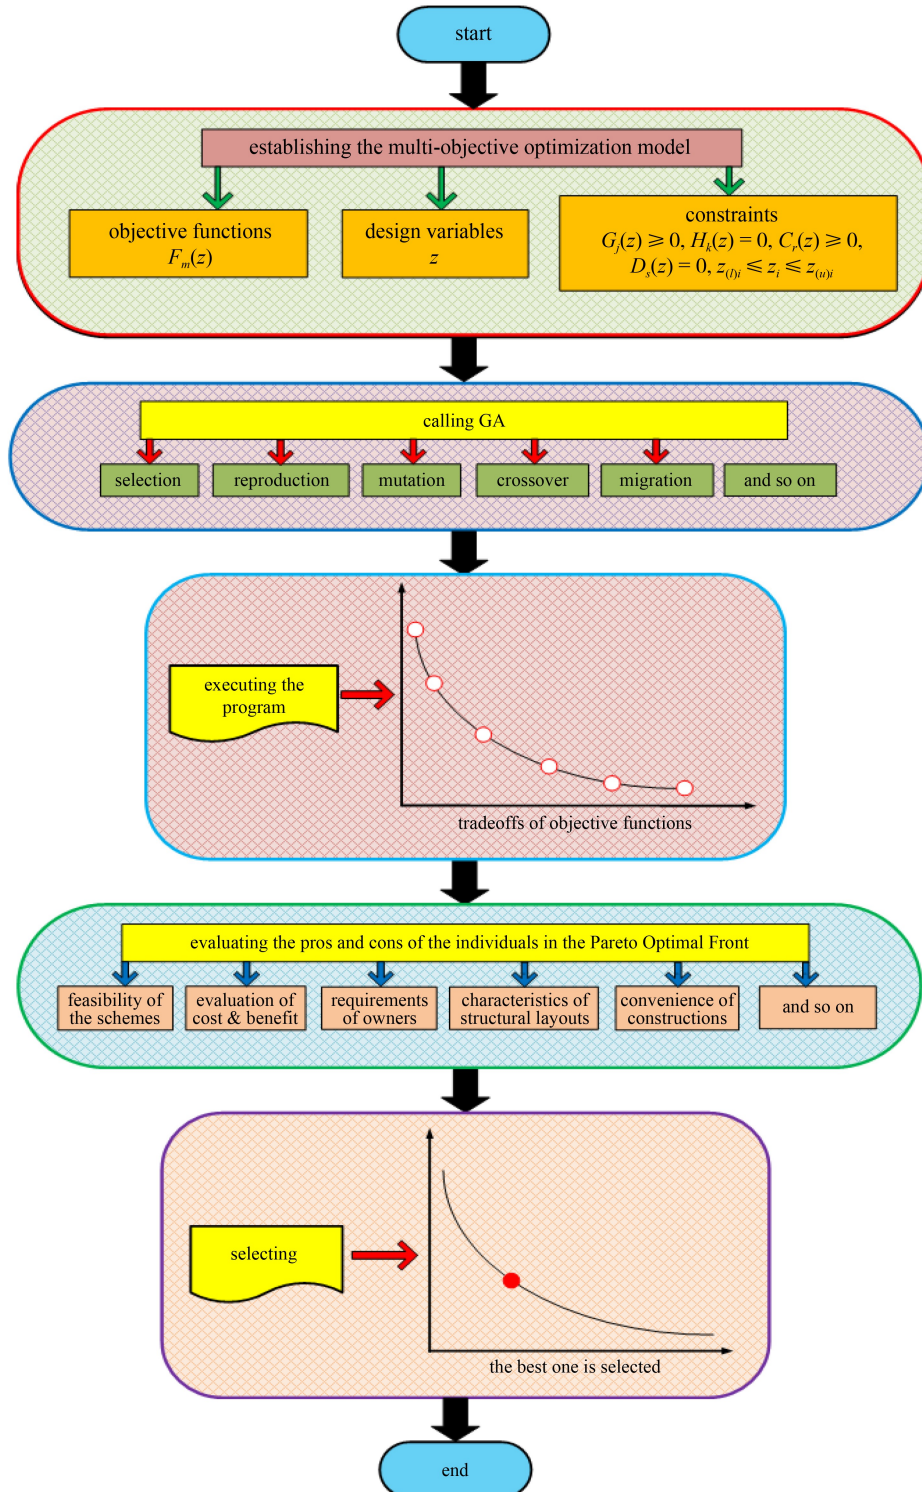 start
establishing the multi-objective optimization model
objective functions
Fₘ(z)
design variables
z
constraints
Gⱼ(z) ⩾ 0, Hₖ(z) = 0, Cᵣ(z) ⩾ 0,
Dₛ(z) = 0, z₍ₗ₎ᵢ ⩽ zᵢ ⩽ z₍ᵤ₎ᵢ
calling GA
selection
reproduction
mutation
crossover
migration
and so on
executing the
program
tradeoffs of objective functions
evaluating the pros and cons of the individuals in the Pareto Optimal Front
feasibility of
the schemes
evaluation of
cost & benefit
requirements
of owners
characteristics of
structural layouts
convenience of
constructions
and so on
selecting
the best one is selected
end